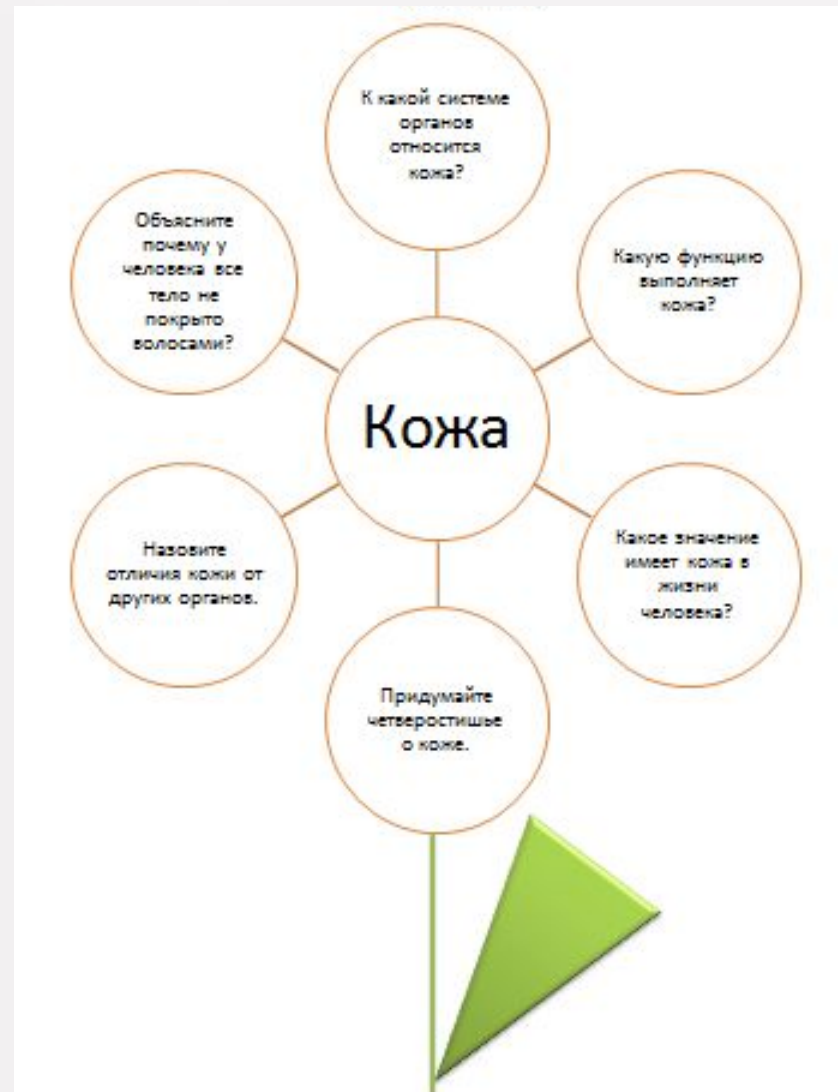 К какой системе
органов
относится
кожа?
Объясните
почему у
человека все
тело не
покрыто
волосами?
Какую функцию
выполняет
кожа?
Кожа
Назовите
отличия кожи от
других органов.
Какое значение
имеет кожа в
жизни
человека?
Придумайте
четверостишье
о коже.